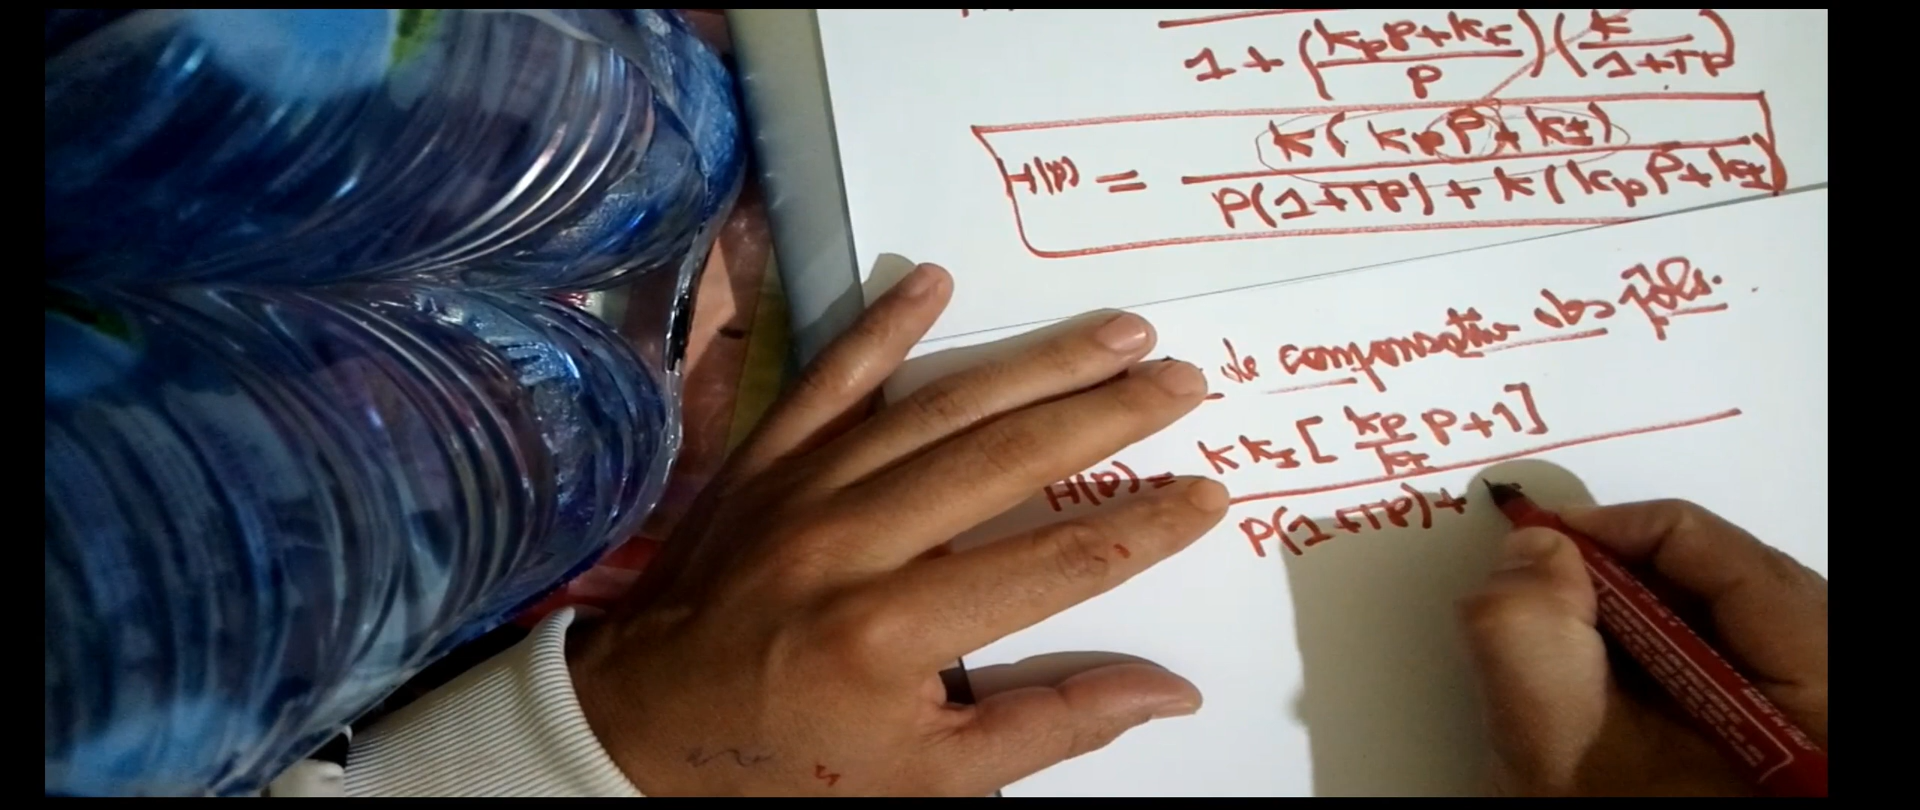 1 + (kp P + kI / P) (k / 1 + TP)
H(P) = k(kp P + kI) / P(1 + TP) + k(kp P + kI)
de compensation des pôles.
H(P) = k kI [kp / kI P + 1] / P(1 + TP) +